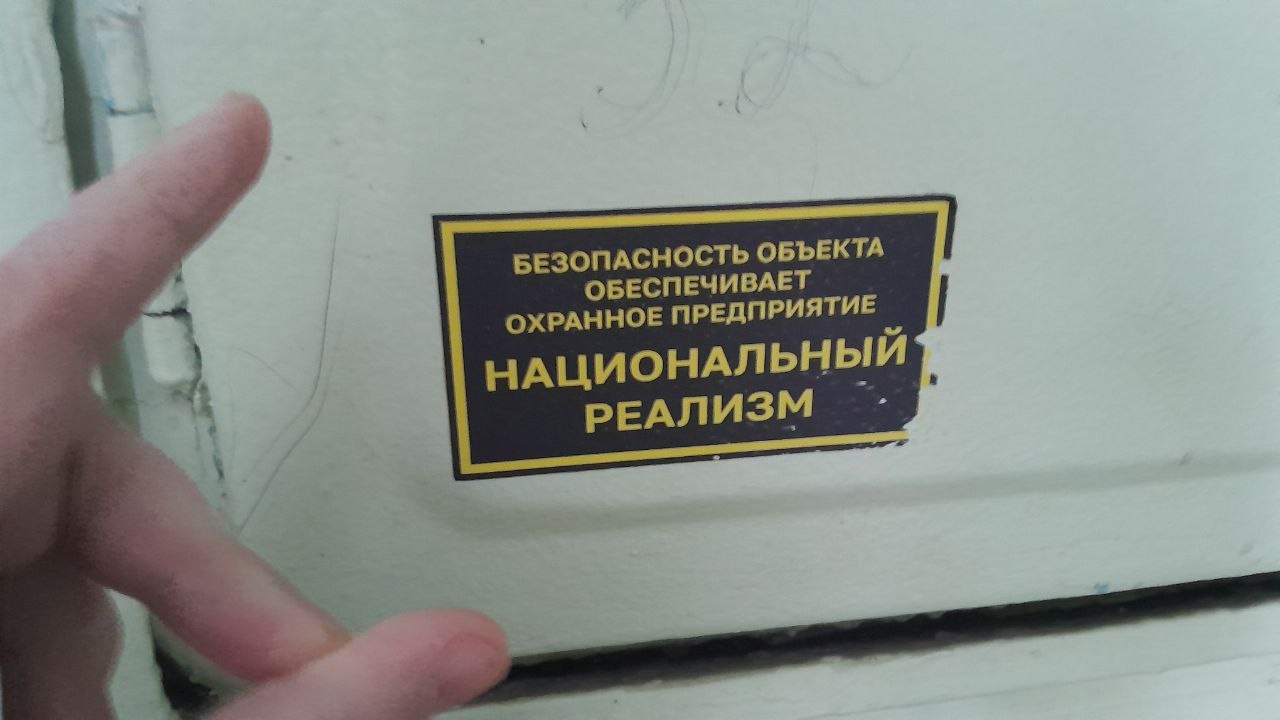 БЕЗОПАСНОСТЬ ОБЪЕКТА
ОБЕСПЕЧИВАЕТ
ОХРАННОЕ ПРЕДПРИЯТИЕ
НАЦИОНАЛЬНЫЙ
РЕАЛИЗМ